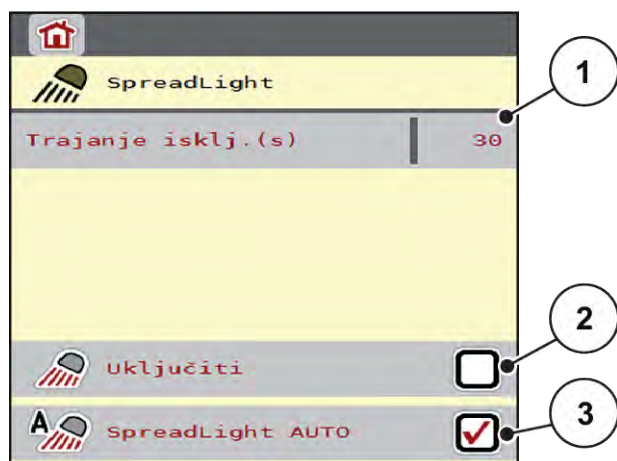 SpreadLight
1
Trajanje isklj.(s) 30
Uključiti
2
A SpreadLight AUTO
3